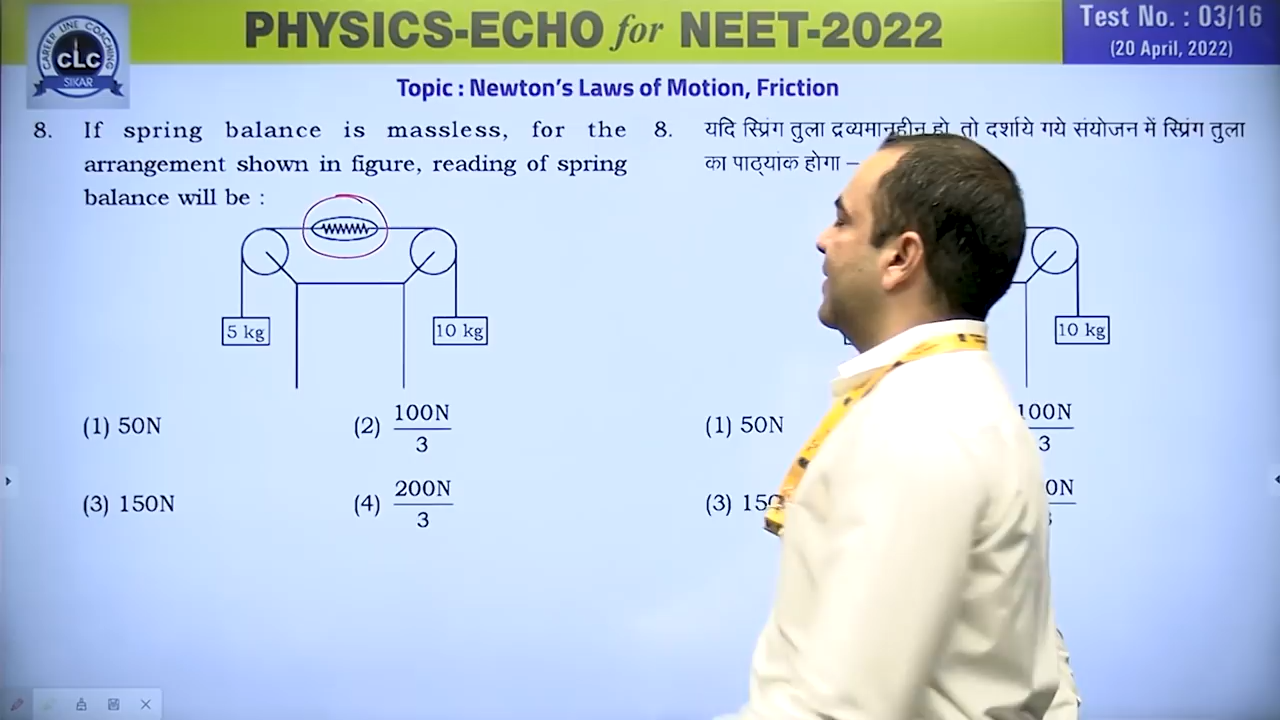 PHYSICS-ECHO for NEET-2022
Test No. : 03/16
(20 April, 2022)
CAREER LINE COACHING
CLC
SIKAR
Topic : Newton's Laws of Motion, Friction
8. If spring balance is massless, for the
arrangement shown in figure, reading of spring
balance will be :
5 kg
10 kg
(1) 50N
(2) 100N
3
(3) 150N
(4) 200N
3
8. यदि स्प्रिंग तुला द्रव्यमानहीन हो, तो दर्शाये गये संयोजन में स्प्रिंग तुला
का पाठ्यांक होगा –
10 kg
(1) 50N
100N
3
(3)